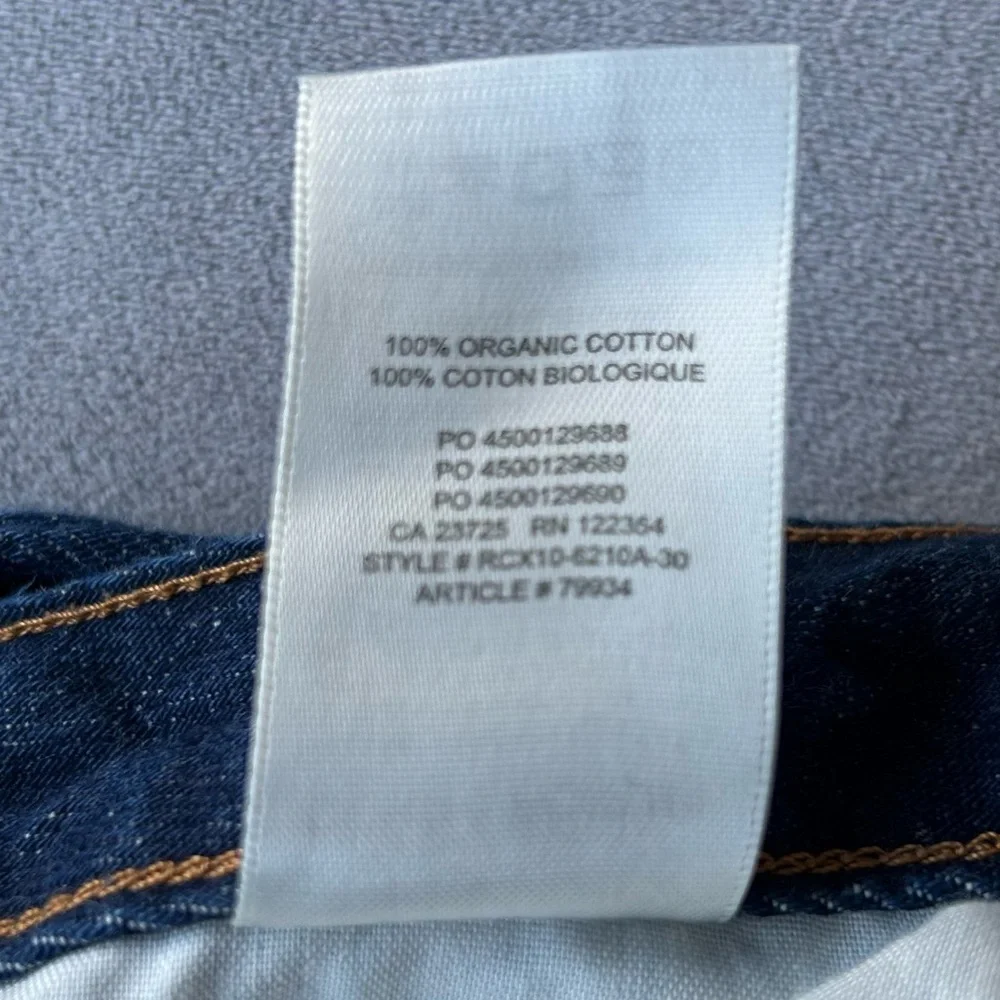 100% ORGANIC COTTON
100% COTON BIOLOGIQUE
PO 4500129688
PO 4500129689
PO 4500129690
CA 23725 RN 122354
STYLE # RCX10-6210A-30
ARTICLE # 79934